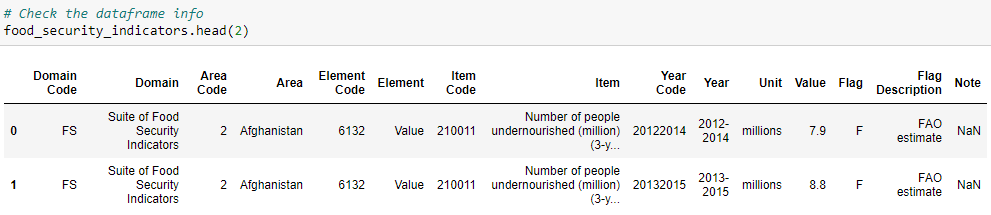 # Check the dataframe info
food_security_indicators.head(2)
Domain Code Domain Area Code Area Element Code Element Item Code Item Year Code Year Unit Value Flag Flag Description Note
0 FS Suite of Food Security Indicators 2 Afghanistan 6132 Value 210011 Number of people undernourished (million) (3-y... 20122014 2012-2014 millions 7.9 F FAO estimate NaN
1 FS Suite of Food Security Indicators 2 Afghanistan 6132 Value 210011 Number of people undernourished (million) (3-y... 20132015 2013-2015 millions 8.8 F FAO estimate NaN